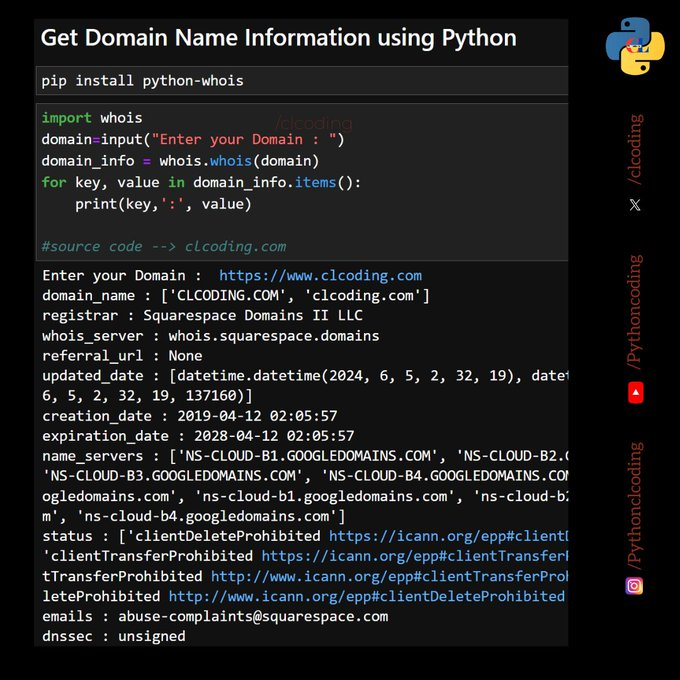 Get Domain Name Information using Python
pip install python-whois
import whois
/clcoding
domain=input("Enter your Domain : ")
domain_info = whois.whois(domain)
for key, value in domain_info.items():
    print(key,':', value)
#source code --> clcoding.com
Enter your Domain :  https://www.clcoding.com
domain_name : ['CLCODING.COM', 'clcoding.com']
registrar : Squarespace Domains II LLC
whois_server : whois.squarespace.domains
referral_url : None
updated_date : [datetime.datetime(2024, 6, 5, 2, 32, 19), datet
6, 5, 2, 32, 19, 137160)]
creation_date : 2019-04-12 02:05:57
expiration_date : 2028-04-12 02:05:57
name_servers : ['NS-CLOUD-B1.GOOGLEDOMAINS.COM', 'NS-CLOUD-B2.G
'NS-CLOUD-B3.GOOGLEDOMAINS.COM', 'NS-CLOUD-B4.GOOGLEDOMAINS.COM
ogledomains.com', 'ns-cloud-b1.googledomains.com', 'ns-cloud-b2
m', 'ns-cloud-b4.googledomains.com']
status : ['clientDeleteProhibited https://icann.org/epp#clientD
'clientTransferProhibited https://icann.org/epp#clientTransferP
tTransferProhibited http://www.icann.org/epp#clientTransferProh
leteProhibited http://www.icann.org/epp#clientDeleteProhibited
emails : abuse-complaints@squarespace.com
dnssec : unsigned
CL
/clcoding
X
/Pythoncoding
/Pythonclcoding